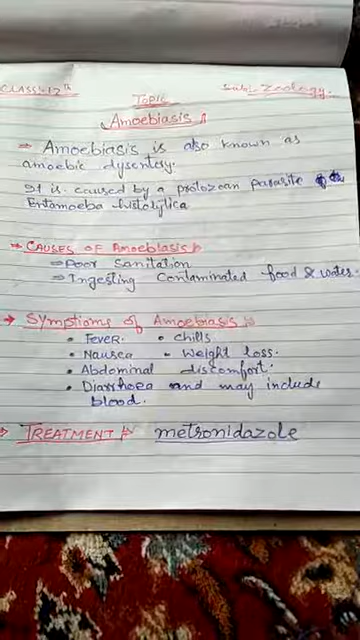 CLASS:-12th
Sub:- Zoology.
Topic
Amoebiasis
⇒ Amoebiasis is also known as
amoebic dysentery.
It is caused by a protozoan parasite
Entamoeba histolytica
→ CAUSES OF Amoebiasis :-
⇒ Poor Sanitation
⇒ Ingesting Contaminated food & water.
→ Symptioms of Amoebiasis :-
• Fever. • chills
• Nausea • Weight loss.
• Abdominal discomfort.
• Diarrhoea and may include
blood.
⇒ TREATMENT :- metronidazole